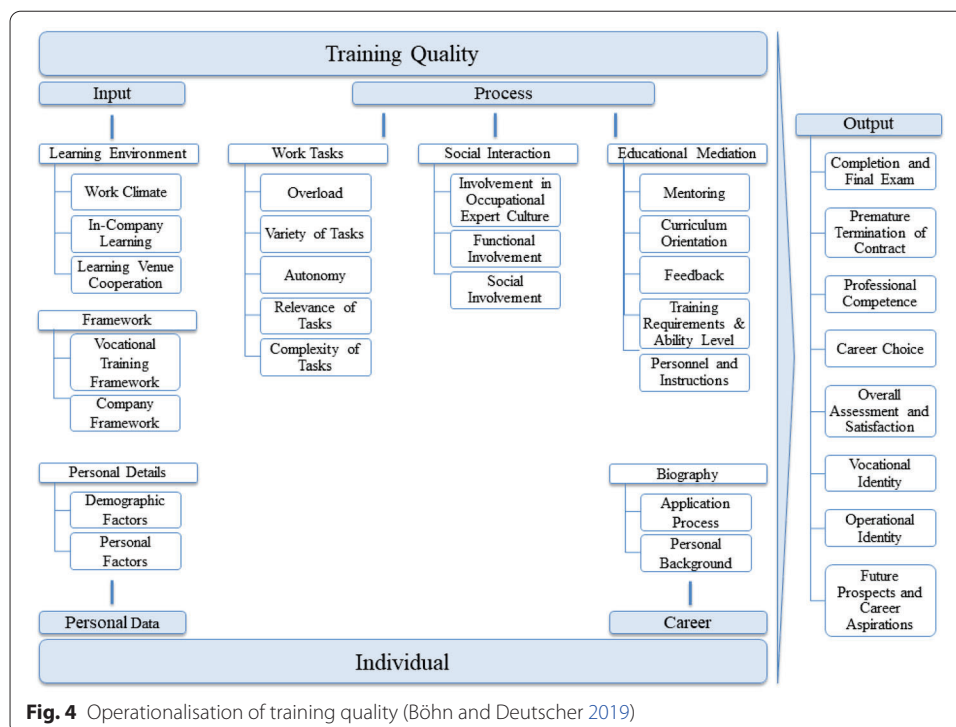 Training Quality
Input
Process
Learning Environment
Work Climate
In-Company
Learning
Learning Venue
Cooperation
Framework
Vocational
Training
Framework
Company
Framework
Work Tasks
Overload
Variety of Tasks
Autonomy
Relevance of
Tasks
Complexity of
Tasks
Social Interaction
Involvement in
Occupational
Expert Culture
Functional
Involvement
Social
Involvement
Educational Mediation
Mentoring
Curriculum
Orientation
Feedback
Training
Requirements &
Ability Level
Personnel and
Instructions
Personal Details
Demographic
Factors
Personal
Factors
Personal Data
Biography
Application
Process
Personal
Background
Career
Individual
Output
Completion and
Final Exam
Premature
Termination of
Contract
Professional
Competence
Career Choice
Overall
Assessment and
Satisfaction
Vocational
Identity
Operational
Identity
Future
Prospects and
Career
Aspirations
Fig. 4 Operationalisation of training quality (Böhn and Deutscher 2019)